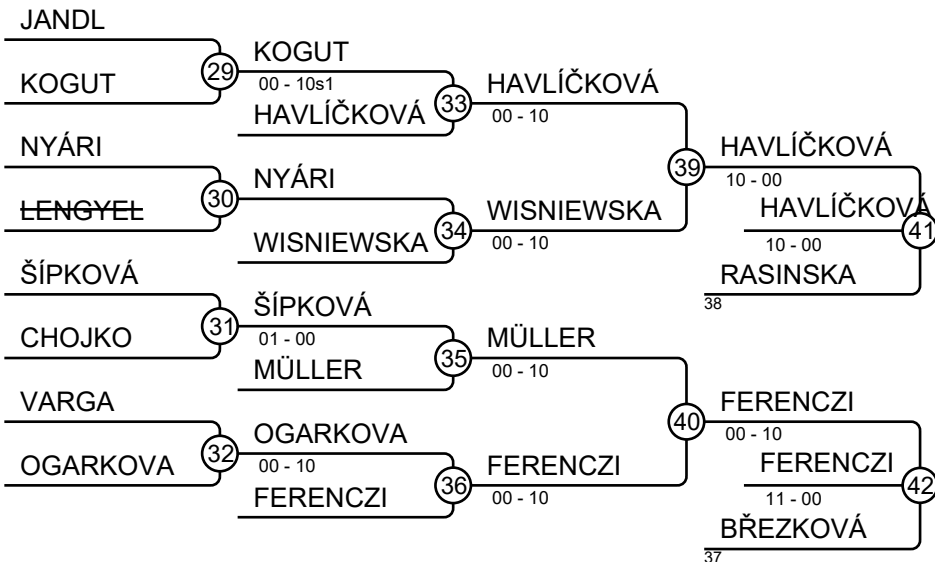 JANDL
KOGUT
29
KOGUT
00 - 10s1
HAVLÍČKOVÁ
33
HAVLÍČKOVÁ
00 - 10
NYÁRI
LENGYEL
30
NYÁRI
WISNIEWSKA
34
WISNIEWSKA
00 - 10
39
HAVLÍČKOVÁ
10 - 00
HAVLÍČKOVÁ
10 - 00
41
RASINSKA
38
ŠÍPKOVÁ
CHOJKO
31
ŠÍPKOVÁ
01 - 00
MÜLLER
35
MÜLLER
00 - 10
VARGA
OGARKOVA
32
OGARKOVA
00 - 10
FERENCZI
36
FERENCZI
00 - 10
40
FERENCZI
00 - 10
FERENCZI
11 - 00
42
BŘEZKOVÁ
37